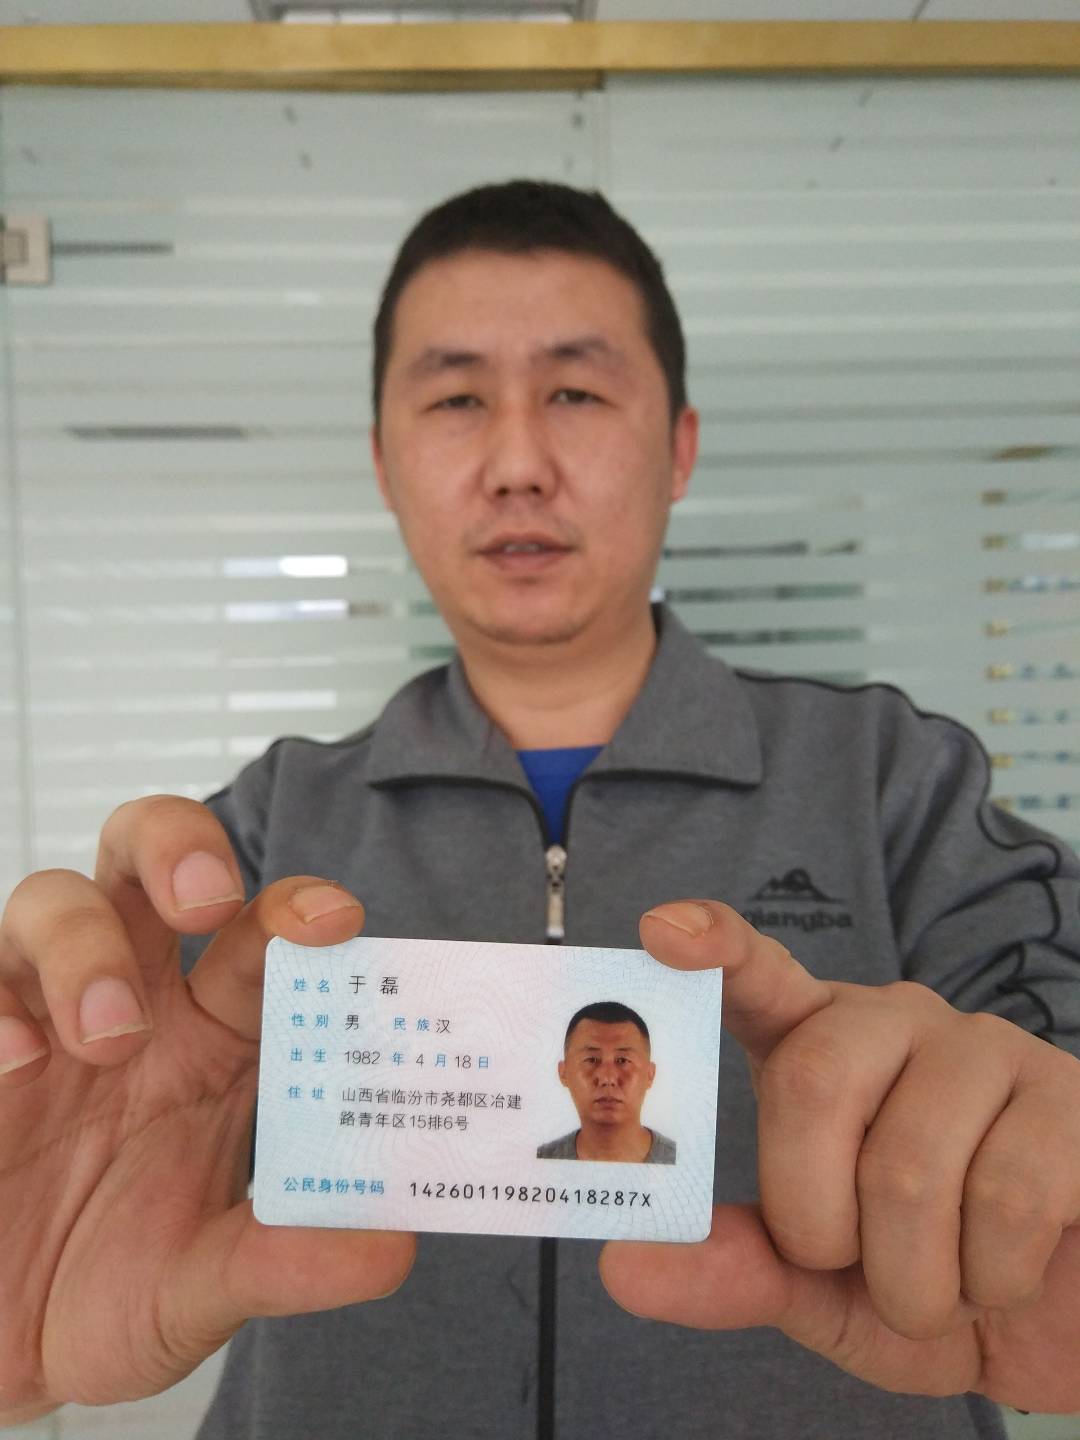 姓名 于磊
性别 男 民族 汉
出生 1982 年 4 月 18 日
住址 山西省临汾市尧都区冶建
路青年区15排6号
公民身份号码 14260119820418287X